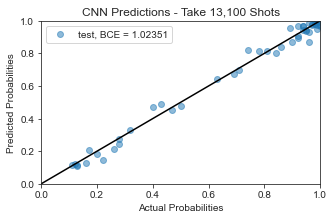 CNN Predictions - Take 13,100 Shots
1.0
0.8
0.6
0.4
0.2
0.0
Predicted Probabilities
test, BCE = 1.02351
0.0 0.2 0.4 0.6 0.8 1.0
Actual Probabilities